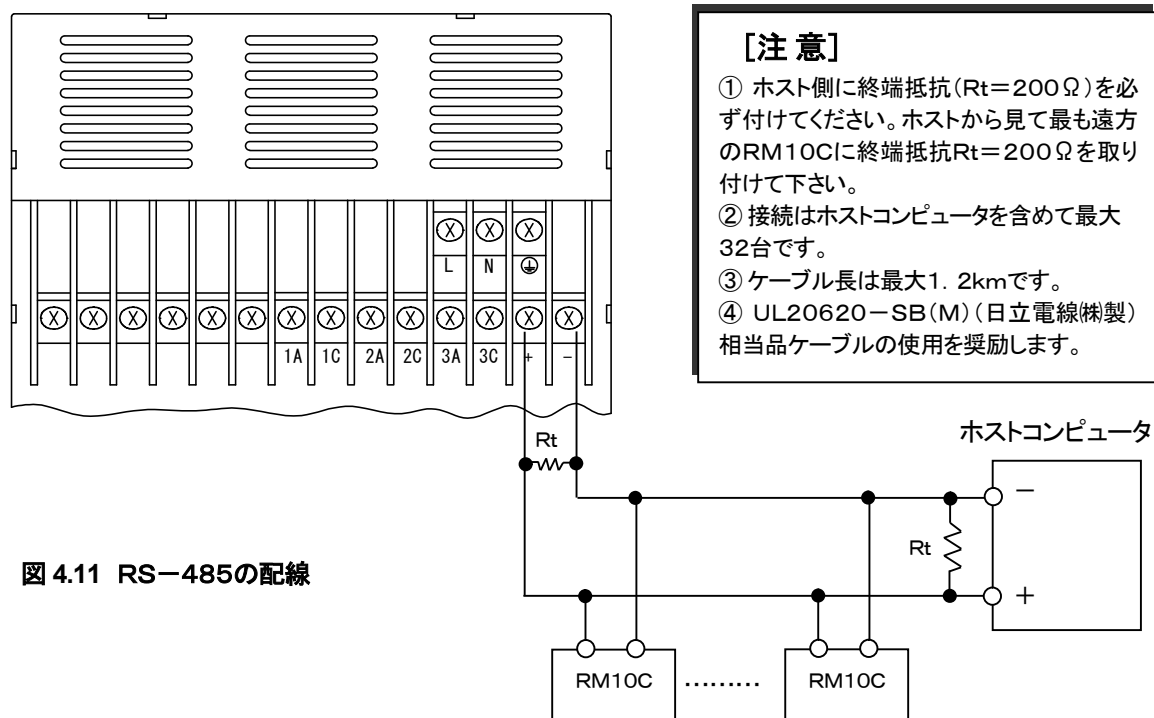 [注 意]
① ホスト側に終端抵抗(Rt=200Ω)を必
ず付けてください。ホストから見て最も遠方
のRM10Cに終端抵抗Rt=200Ωを取り
付けて下さい。
② 接続はホストコンピュータを含めて最大
32台です。
③ ケーブル長は最大1. 2kmです。
④ UL20620-SB(M)(日立電線㈱製)
相当品ケーブルの使用を奨励します。
L N
1A 1C 2A 2C 3A 3C + -
Rt
ホストコンピュータ
-
Rt
+
図 4.11 RS-485の配線
RM10C ……… RM10C